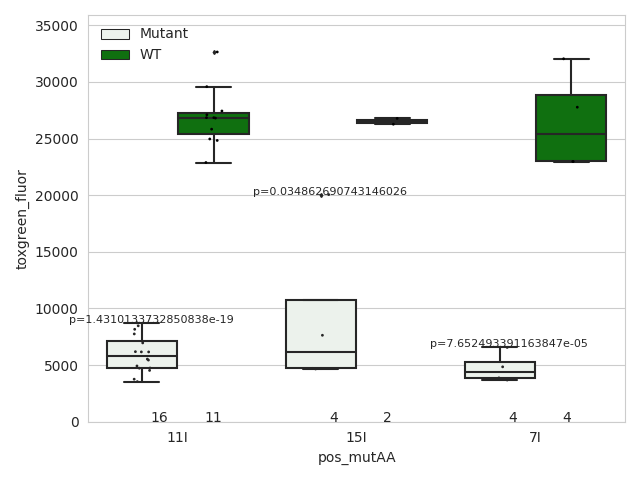 35000
Mutant
WT
30000
25000
20000
p=0.034862690743146026
15000
10000
p=1.4310133732850838e-19
p=7.652493391163847e-05
5000
0
16 11 4 2 4 4
11I 15I 7I
pos_mutAA
toxgreen_fluor